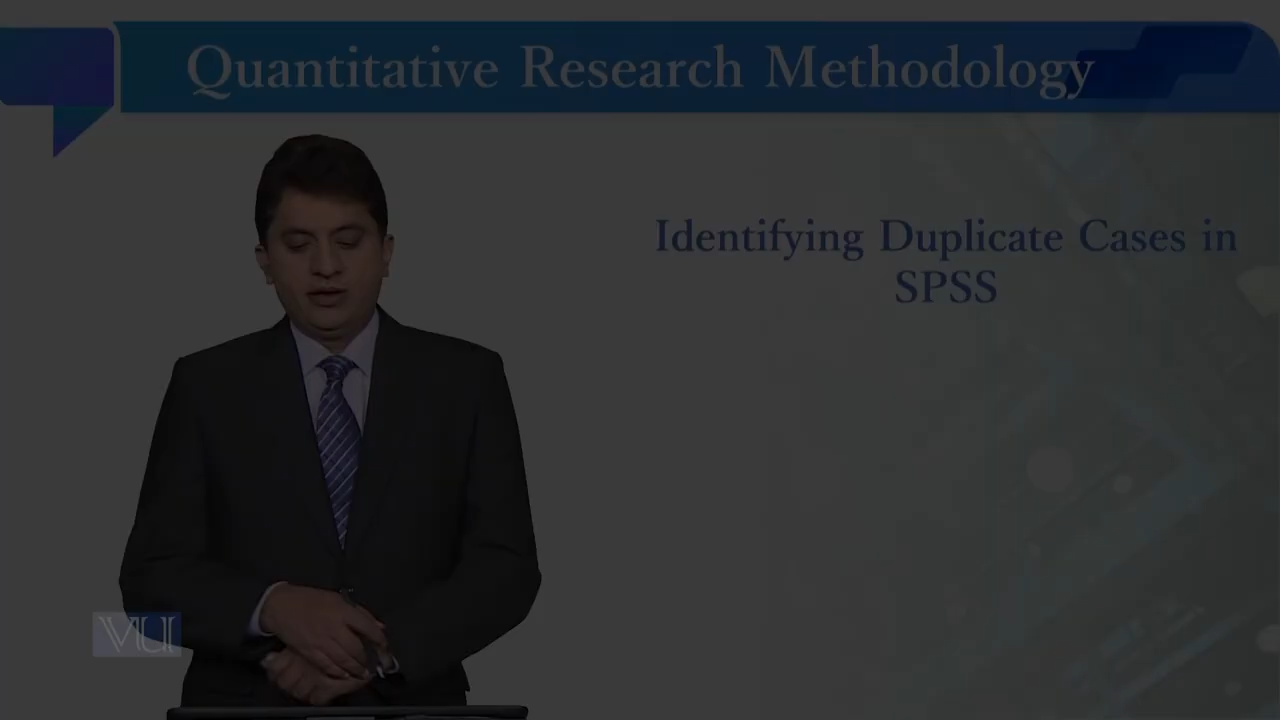 Quantitative Research Methodology
Identifying Duplicate Cases in
SPSS
VU